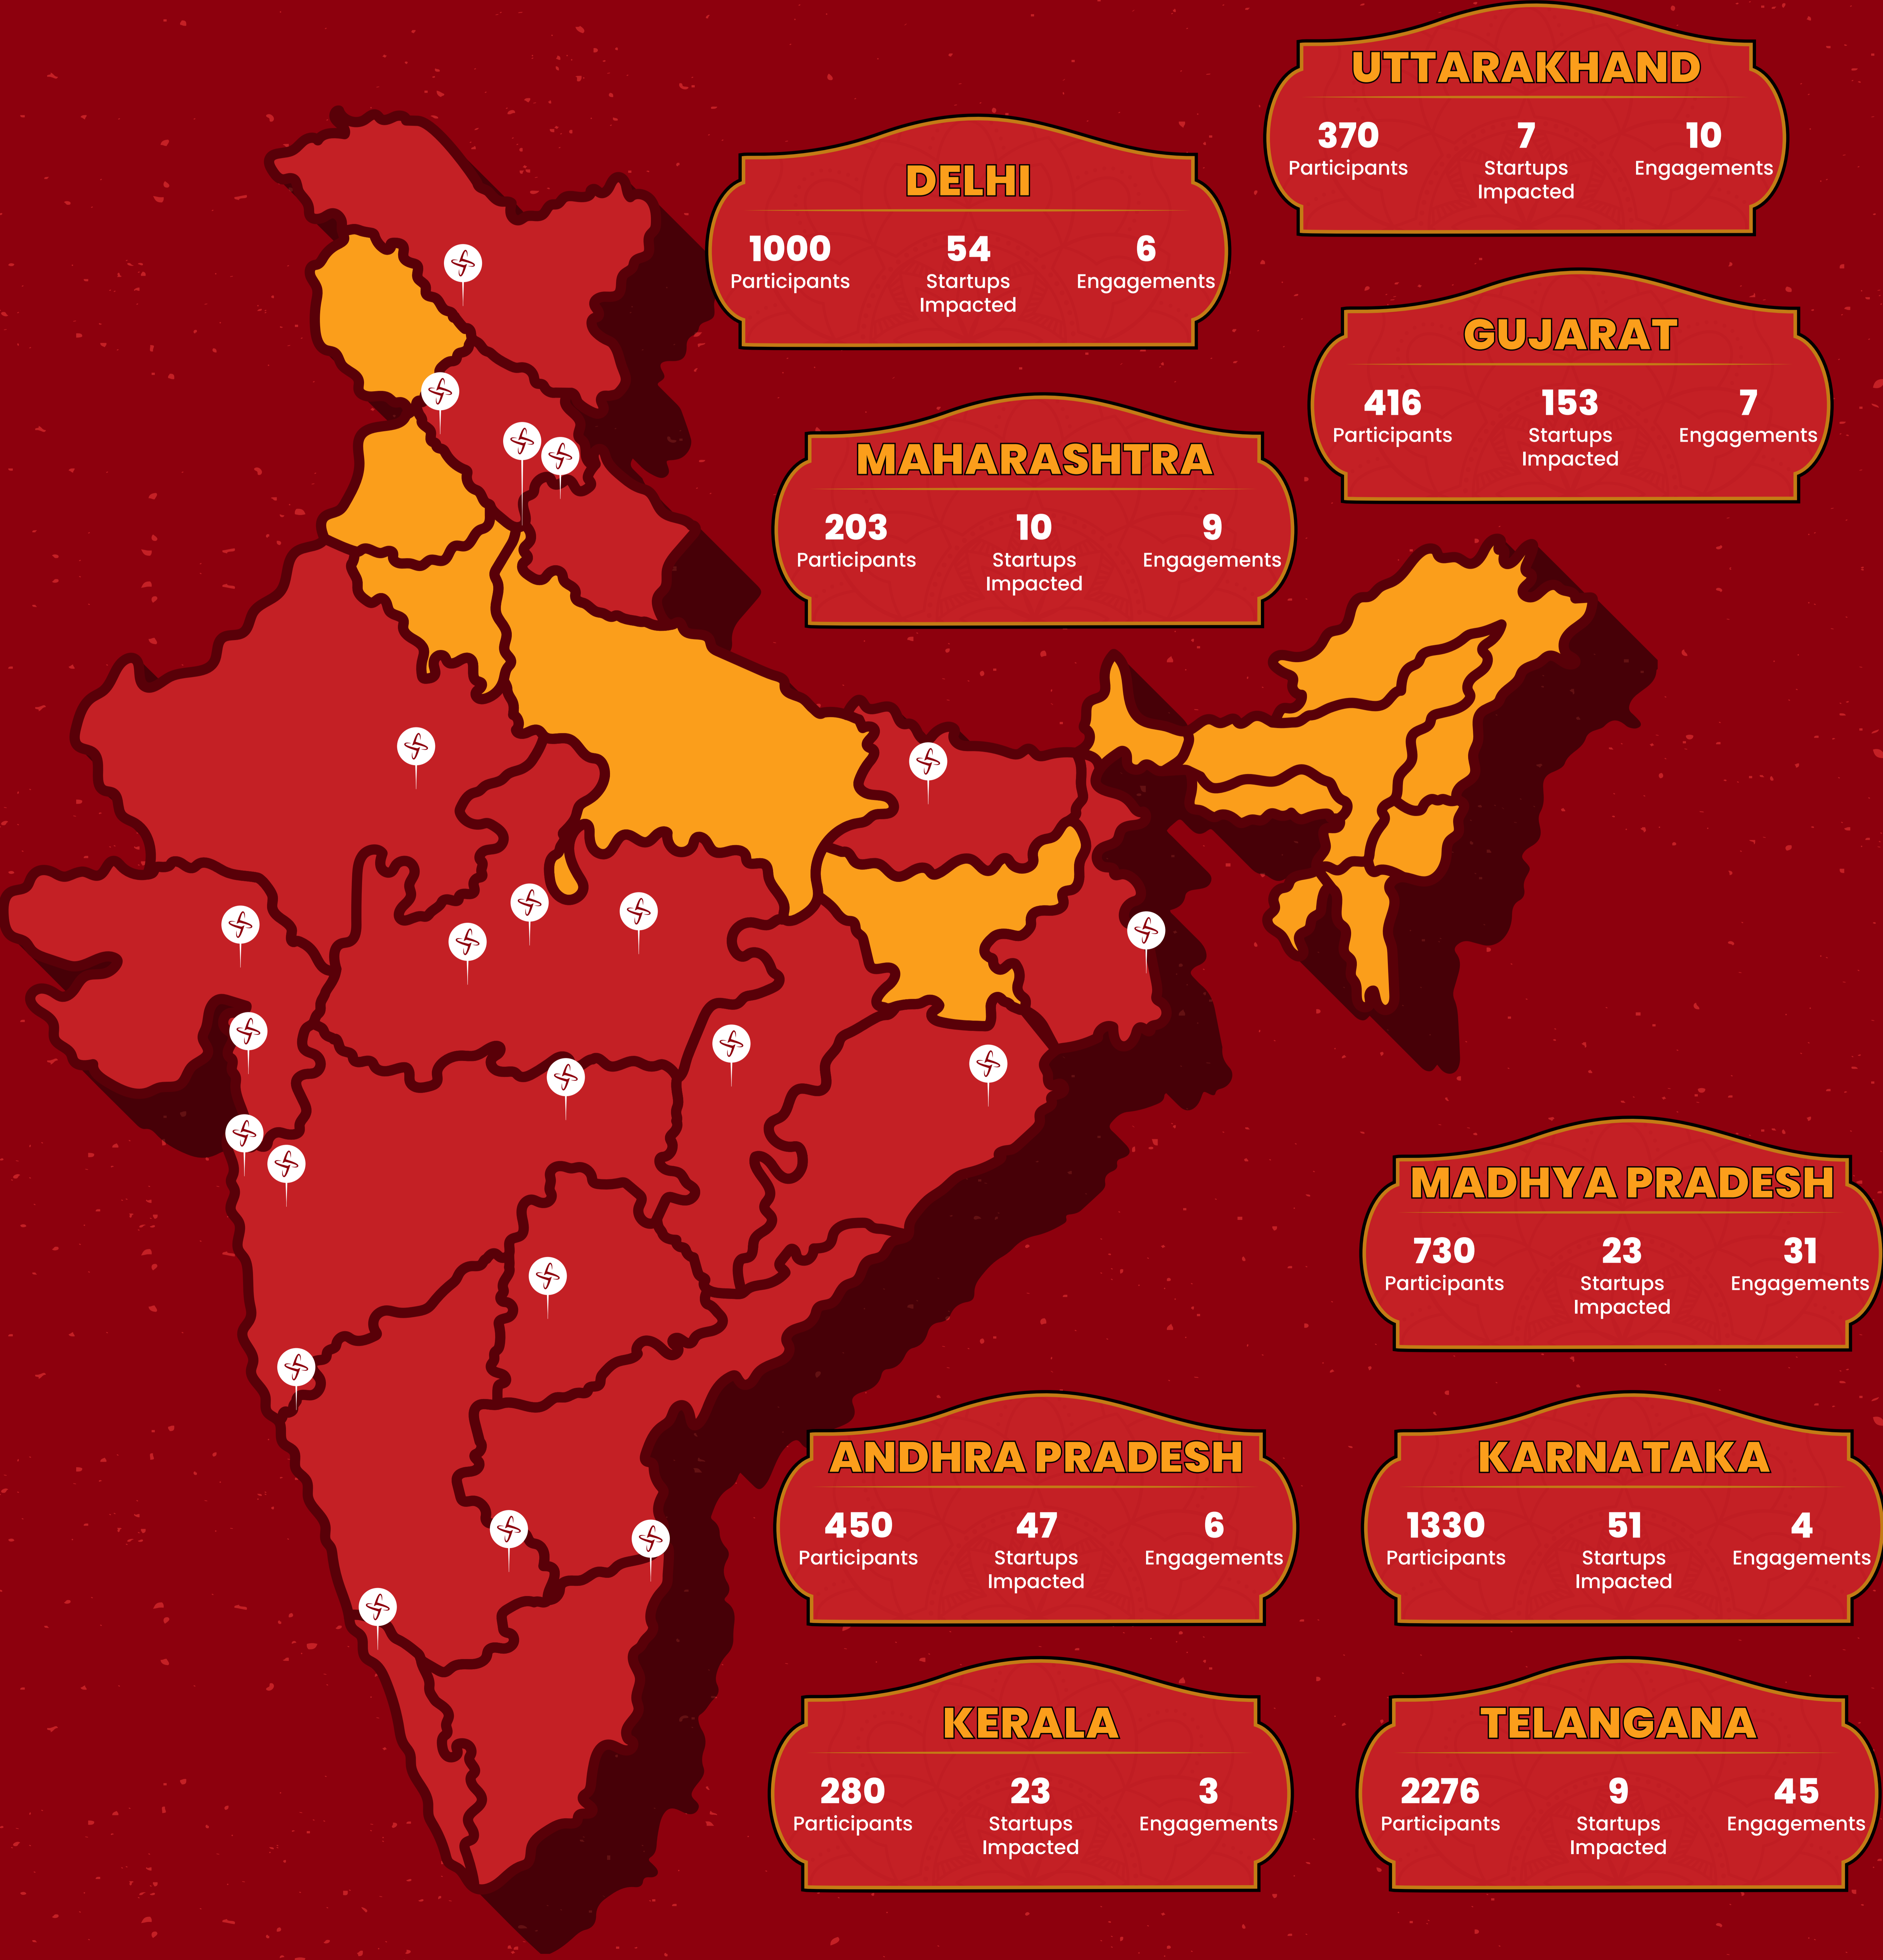 UTTARAKHAND
370 7 10
Participants Startups Engagements
Impacted
DELHI
1000 54 6
Participants Startups Engagements
Impacted
GUJARAT
416 153 7
Participants Startups Engagements
Impacted
MAHARASHTRA
203 10 9
Participants Startups Engagements
Impacted
MADHYA PRADESH
730 23 31
Participants Startups Engagements
Impacted
ANDHRA PRADESH
450 47 6
Participants Startups Engagements
Impacted
KARNATAKA
1330 51 4
Participants Startups Engagements
Impacted
KERALA
280 23 3
Participants Startups Engagements
Impacted
TELANGANA
2276 9 45
Participants Startups Engagements
Impacted